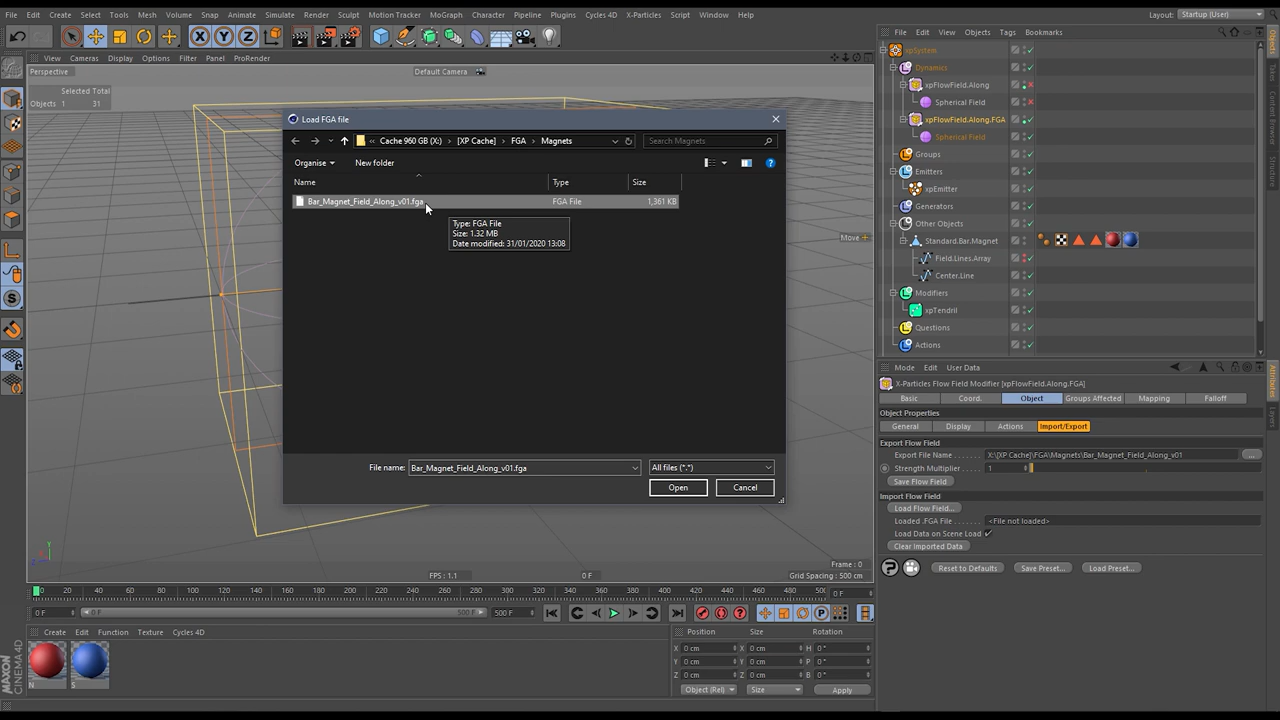 File Edit Create Select Tools Mesh Volume Snap Animate Simulate Render Sculpt Motion Tracker MoGraph Character Pipeline Plugins Cycles 4D X-Particles Script Window Help Layout: Startup (User)
X Y Z
File Edit View Objects Tags Bookmarks
View Cameras Display Options Filter Panel ProRender
Perspective Default Camera
Selected Total
Objects 1 31
xpSystem
Dynamics
xpFlowField.Along
Spherical Field
xpFlowField.Along.FGA
Spherical Field
Groups
Emitters
xpEmitter
Generators
Other Objects
Standard.Bar.Magnet
Field.Lines.Array
Center.Line
Modifiers
xpTendril
Questions
Actions
Objects
Takes
Content Browser
Structure
Load FGA file
Cache 960 GB (X:) > [XP Cache] > FGA > Magnets Search Magnets
Organise New folder
Name Type Size
Bar_Magnet_Field_Along_v01.fga FGA File 1,361 KB
Type: FGA File
Size: 1.32 MB
Date modified: 31/01/2020 13:08
Move
File name: Bar_Magnet_Field_Along_v01.fga All files (*.*)
Open Cancel
Mode Edit User Data
X-Particles Flow Field Modifier [xpFlowField.Along.FGA]
Basic Coord. Object Groups Affected Mapping Falloff
Object Properties
General Display Actions Import/Export
Export Flow Field
Export File Name . . . . . . X:\[XP Cache]\FGA\Magnets\Bar_Magnet_Field_Along_v01 ...
Strength Multiplier . 1
Save Flow Field
Import Flow Field
Load Flow Field...
Loaded .FGA File . . . . . . . <File not loaded>
Load Data on Scene Load ✓
Clear Imported Data
Reset to Defaults Save Preset... Load Preset...
Attributes
Layers
Y
X
Z
FPS : 1.1 0 F Frame : 0
Grid Spacing : 500 cm
0 20 40 60 80 100 120 140 160 180 200 220 240 260 280 300 320 340 360 380 400 420 440 460 480 500 0 F
0 F 0 F 500 F 500 F
Create Edit Function Texture Cycles 4D
N S
Position Size Rotation
X 0 cm X 0 cm H 0 °
Y 0 cm Y 0 cm P 0 °
Z 0 cm Z 0 cm B 0 °
Object (Rel) Size Apply
MAXON
CINEMA 4D